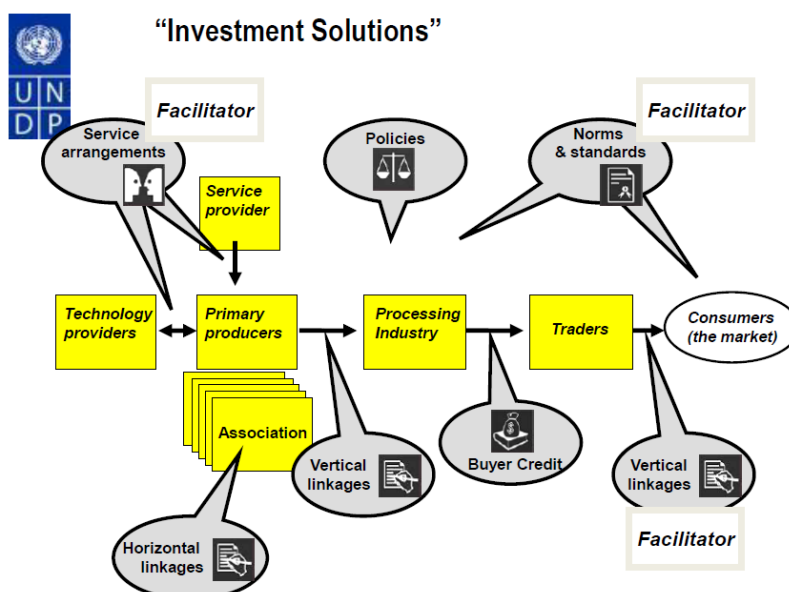 “Investment Solutions”
U N
D P
Facilitator
Facilitator
Service
arrangements
Policies
Norms
& standards
Service
provider
Technology
providers
Primary
producers
Processing
Industry
Traders
Consumers
(the market)
Association
Vertical
linkages
Buyer Credit
Vertical
linkages
Facilitator
Horizontal
linkages